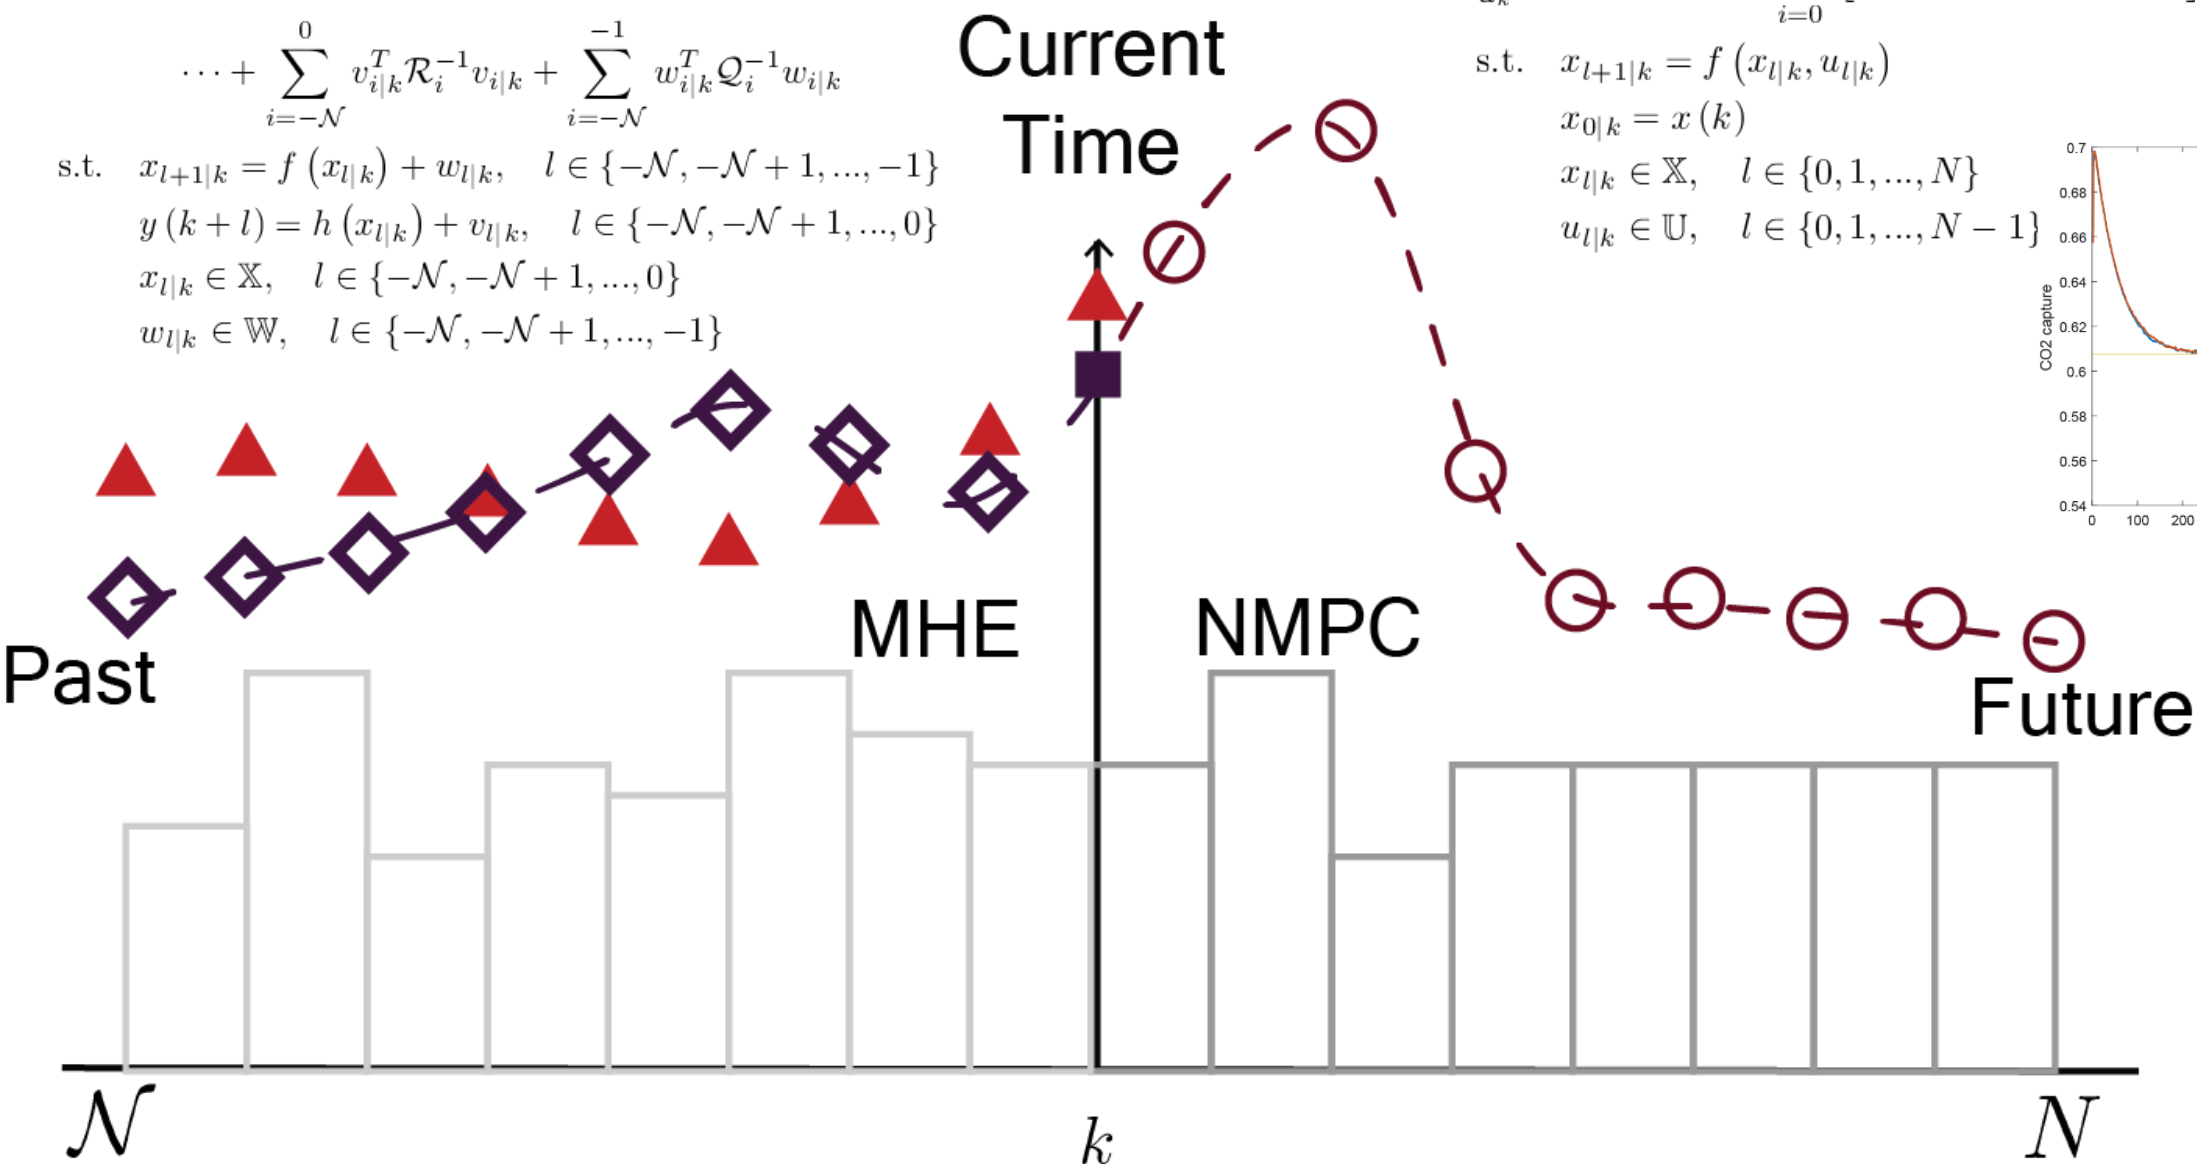 ⋯ + ∑_{i=−𝒩}^{0} v_{i|k}^T ℛ_i^{−1} v_{i|k} + ∑_{i=−𝒩}^{−1} w_{i|k}^T 𝒬_i^{−1} w_{i|k}
s.t. x_{l+1|k} = f (x_{l|k}) + w_{l|k}, l ∈ {−𝒩, −𝒩 + 1, ..., −1}
y (k + l) = h (x_{l|k}) + v_{l|k}, l ∈ {−𝒩, −𝒩 + 1, ..., 0}
x_{l|k} ∈ 𝕏, l ∈ {−𝒩, −𝒩 + 1, ..., 0}
w_{l|k} ∈ 𝕎, l ∈ {−𝒩, −𝒩 + 1, ..., −1}
Current
Time
i=0
s.t. x_{l+1|k} = f (x_{l|k}, u_{l|k})
x_{0|k} = x (k)
x_{l|k} ∈ 𝕏, l ∈ {0, 1, ..., N}
u_{l|k} ∈ 𝕌, l ∈ {0, 1, ..., N − 1}
CO2 capture
0.7
0.68
0.66
0.64
0.62
0.6
0.58
0.56
0.54
0 100 200
MHE
NMPC
Past
Future
𝒩
k
N